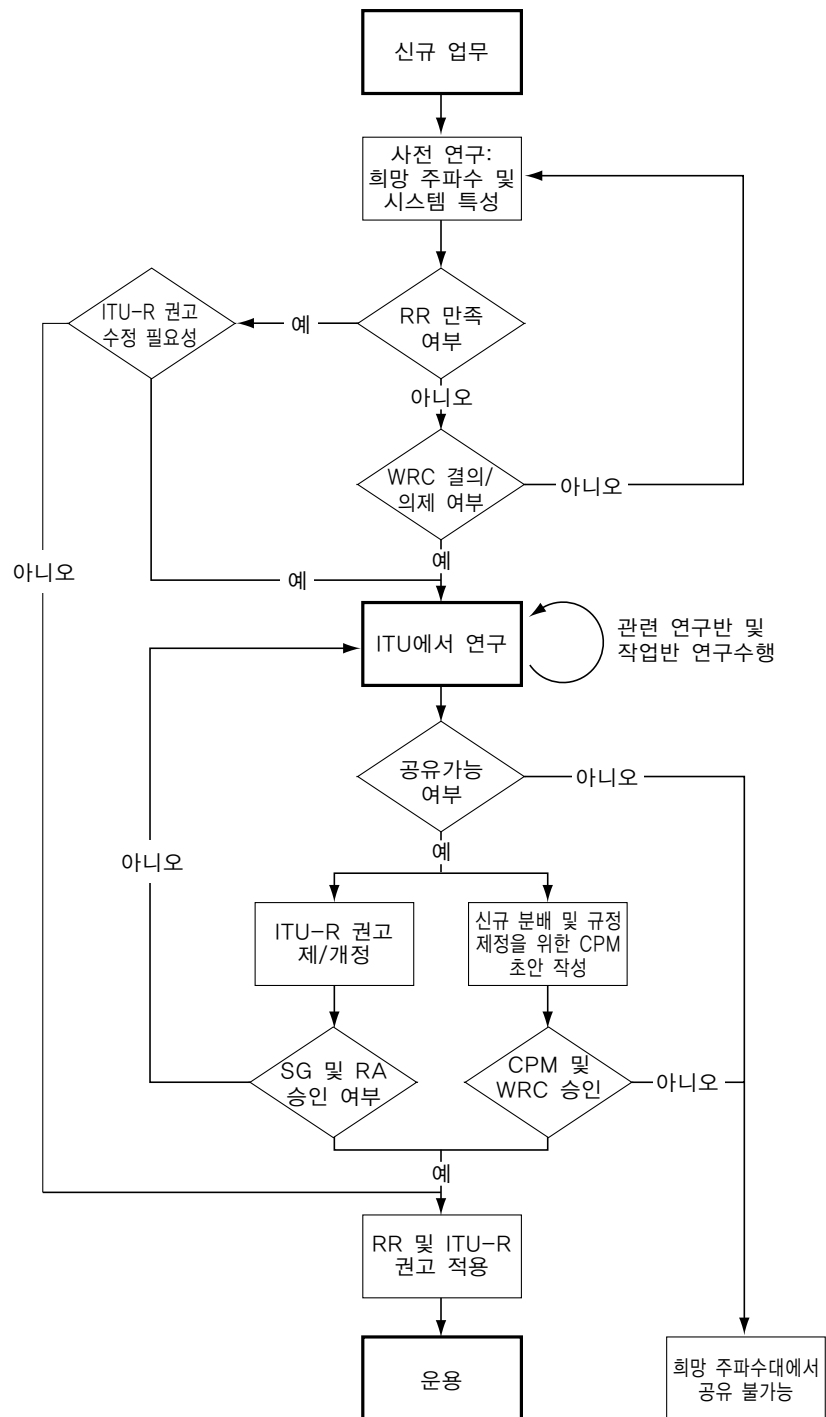 신규 업무
사전 연구:
희망 주파수 및
시스템 특성
ITU-R 권고
수정 필요성
예
RR 만족
여부
아니오
WRC 결의/
의제 여부
아니오
예
아니오
예
ITU에서 연구
관련 연구반 및
작업반 연구수행
공유가능
여부
아니오
예
아니오
ITU-R 권고
제/개정
신규 분배 및 규정
제정을 위한 CPM
초안 작성
SG 및 RA
승인 여부
CPM 및
WRC 승인
아니오
예
RR 및 ITU-R
권고 적용
운용
희망 주파수대에서
공유 불가능